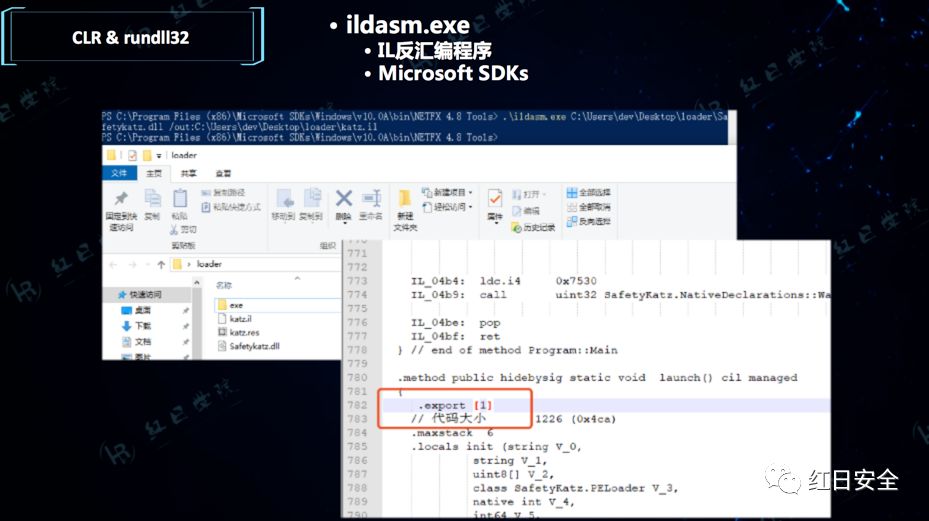 CLR & rundll32
• ildasm.exe
• IL反汇编程序
• Microsoft SDKs
PS C:\Program Files (x86)\Microsoft SDKs\Windows\v10.0A\bin\NETFX 4.8 Tools> .\ildasm.exe C:\Users\dev\Desktop\loader\Sa
fetykatz.dll /out:C:\Users\dev\Desktop\loader\katz.il
PS C:\Program Files (x86)\Microsoft SDKs\Windows\v10.0A\bin\NETFX 4.8 Tools>
loader
文件 主页 共享 查看
固定到快速访问
复制
粘贴
复制路径
粘贴快捷方式
剪切
剪贴板
移动到 复制到 删除 重命名
组织
新建文件夹
新建项目
轻松访问
属性
打开
编辑
历史记录
全部选择
全部取消
反向选择
› loader
快速访问
桌面
下载
文档
图片
名称
exe
katz.il
katz.res
Safetykatz.dll
771
772
773 IL_04b4: ldc.i4 0x7530
774 IL_04b9: call uint32 SafetyKatz.NativeDeclarations::Wa
775
776 IL_04be: pop
777 IL_04bf: ret
778 } // end of method Program::Main
779
780 .method public hidebysig static void launch() cil managed
781 {
782 .export [1]
783 // 代码大小 1226 (0x4ca)
784 .maxstack 6
785 .locals init (string V_0,
786 string V_1,
787 uint8[] V_2,
788 class SafetyKatz.PELoader V_3,
789 native int V_4,
790 int64 V_5,
红日安全
红日学院